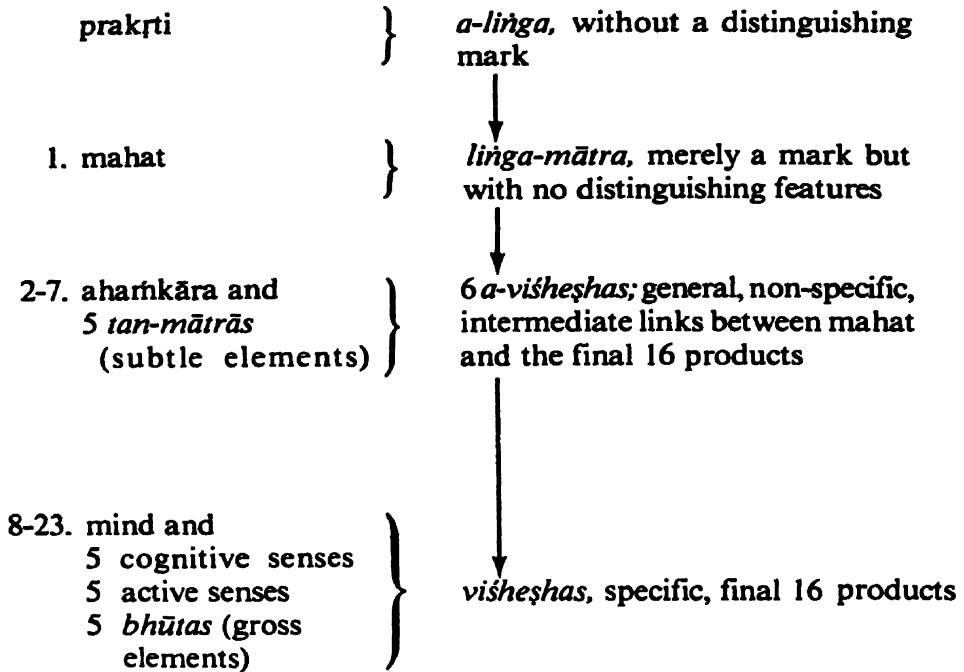 prakṛti
a-liṅga, without a distinguishing
mark
1. mahat
liṅga-mātra, merely a mark but
with no distinguishing features
2-7. ahaṁkāra and
5 tan-mātrās
(subtle elements)
6 a-viśheṣhas; general, non-specific,
intermediate links between mahat
and the final 16 products
8-23. mind and
5 cognitive senses
5 active senses
5 bhūtas (gross
elements)
viśheṣhas, specific, final 16 products